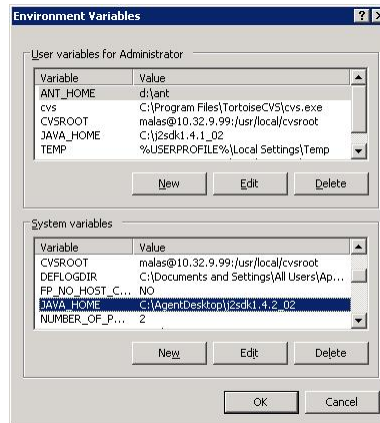 Environment Variables
User variables for Administrator
Variable Value
ANT_HOME d:\ant
cvs C:\Program Files\TortoiseCVS\cvs.exe
CVSROOT malas@10.32.9.99:/usr/local/cvsroot
JAVA_HOME C:\j2sdk1.4.1_02
TEMP %USERPROFILE%\Local Settings\Temp
New Edit Delete
System variables
Variable Value
CVSROOT malas@10.32.9.99:/usr/local/cvsroot
DEFLOGDIR C:\Documents and Settings\All Users\Ap...
FP_NO_HOST_C... NO
JAVA_HOME C:\AgentDesktop\j2sdk1.4.2_02
NUMBER_OF_P... 2
New Edit Delete
OK Cancel